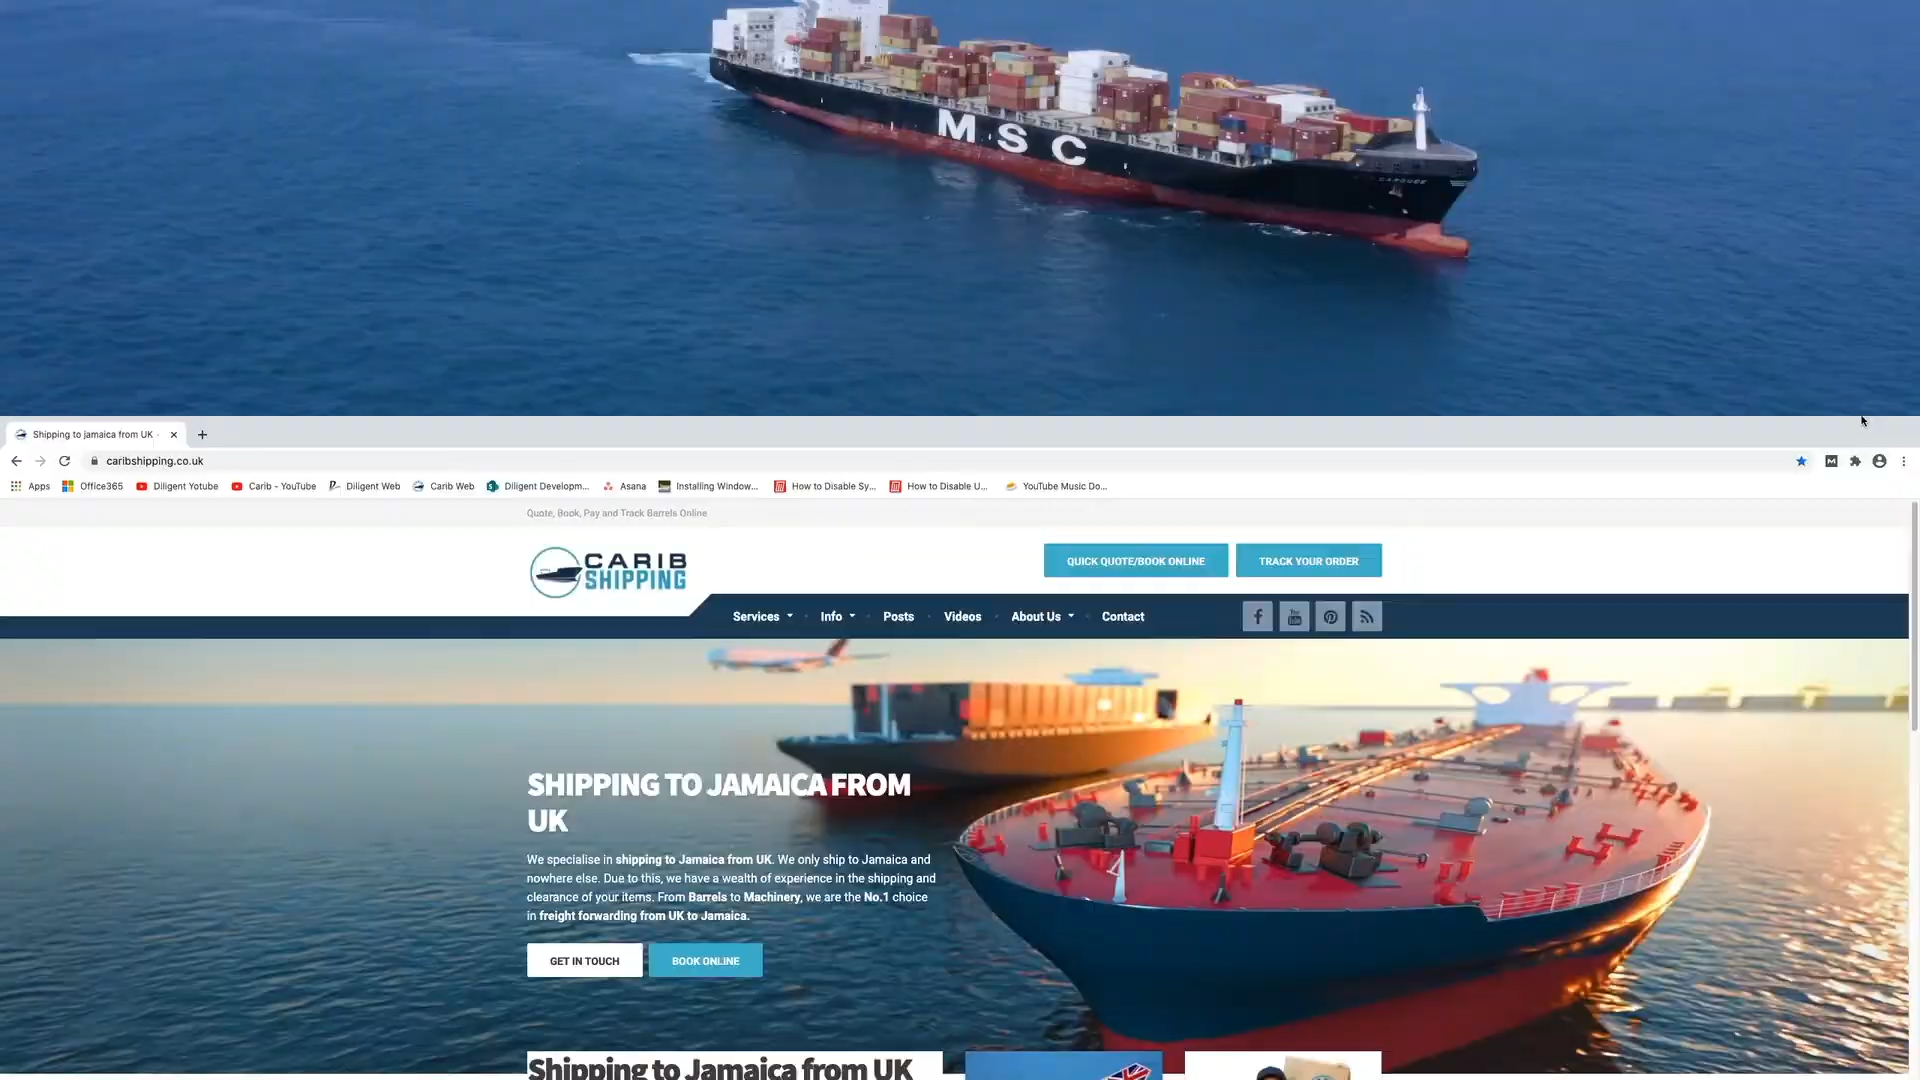 MSC
Shipping to jamaica from UK -
caribshipping.co.uk
Apps Office365 Diligent Yotube Carib - YouTube Diligent Web Carib Web Diligent Developm... Asana Installing Window... How to Disable Sy... How to Disable U... YouTube Music Do...
Quote, Book, Pay and Track Barrels Online
CARIB
SHIPPING
QUICK QUOTE/BOOK ONLINE TRACK YOUR ORDER
Services Info Posts Videos About Us Contact
SHIPPING TO JAMAICA FROM
UK
We specialise in shipping to Jamaica from UK. We only ship to Jamaica and
nowhere else. Due to this, we have a wealth of experience in the shipping and
clearance of your items. From Barrels to Machinery, we are the No.1 choice
in freight forwarding from UK to Jamaica.
GET IN TOUCH BOOK ONLINE
Shipping to Jamaica from UK